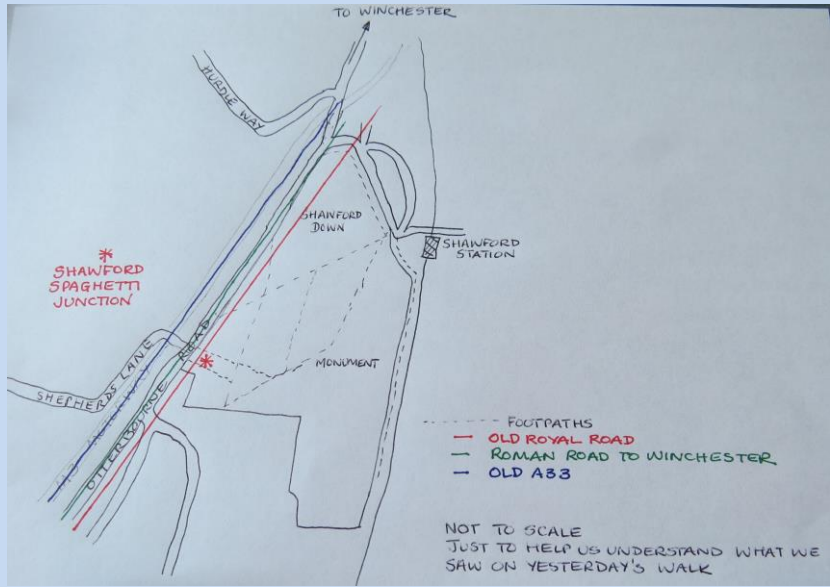 TO WINCHESTER
HURDLE WAY
SHAWFORD
DOWN
SHAWFORD
STATION
*
SHAWFORD
SPAGHETTI
JUNCTION
*
MONUMENT
SHEPHERDS LANE
MOTORWAY
OTTERBOURNE ROAD
FOOTPATHS
OLD ROYAL ROAD
ROMAN ROAD TO WINCHESTER
OLD A33
NOT TO SCALE
JUST TO HELP US UNDERSTAND WHAT WE
SAW ON YESTERDAY'S WALK